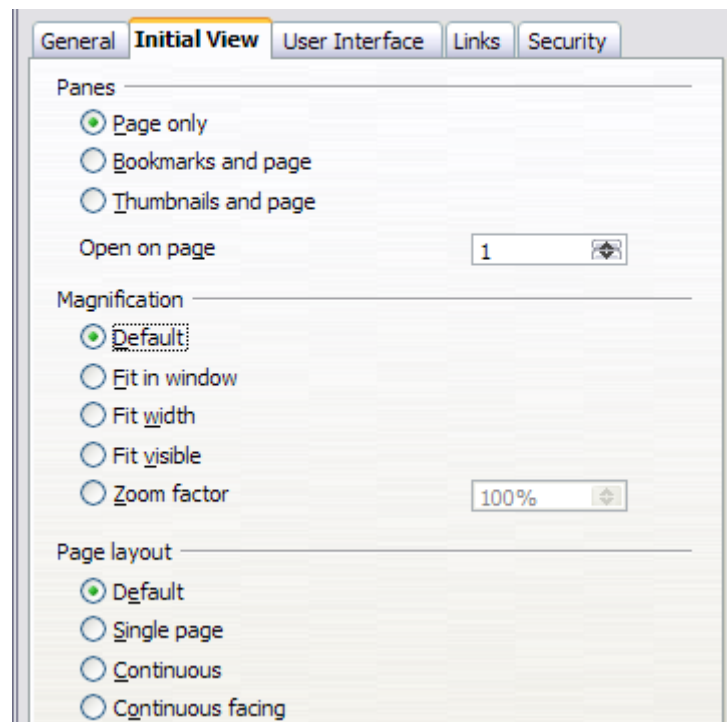 General Initial View User Interface Links Security
Panes
Page only
Bookmarks and page
Thumbnails and page
Open on page 1
Magnification
Default
Fit in window
Fit width
Fit visible
Zoom factor 100%
Page layout
Default
Single page
Continuous
Continuous facing